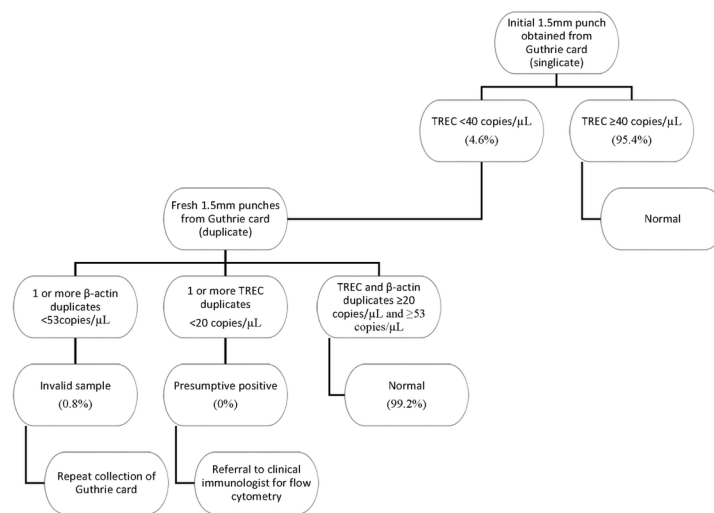 Initial 1.5mm punch
obtained from
Guthrie card
(singlicate)
TREC <40 copies/µL
(4.6%)
TREC ≥40 copies/µL
(95.4%)
Fresh 1.5mm punches
from Guthrie card
(duplicate)
Normal
1 or more β-actin
duplicates
<53copies/µL
1 or more TREC
duplicates
<20 copies/µL
TREC and β-actin
duplicates ≥20
copies/µL and ≥53
copies/µL
Invalid sample
(0.8%)
Presumptive positive
(0%)
Normal
(99.2%)
Repeat collection of
Guthrie card
Referral to clinical
immunologist for flow
cytometry